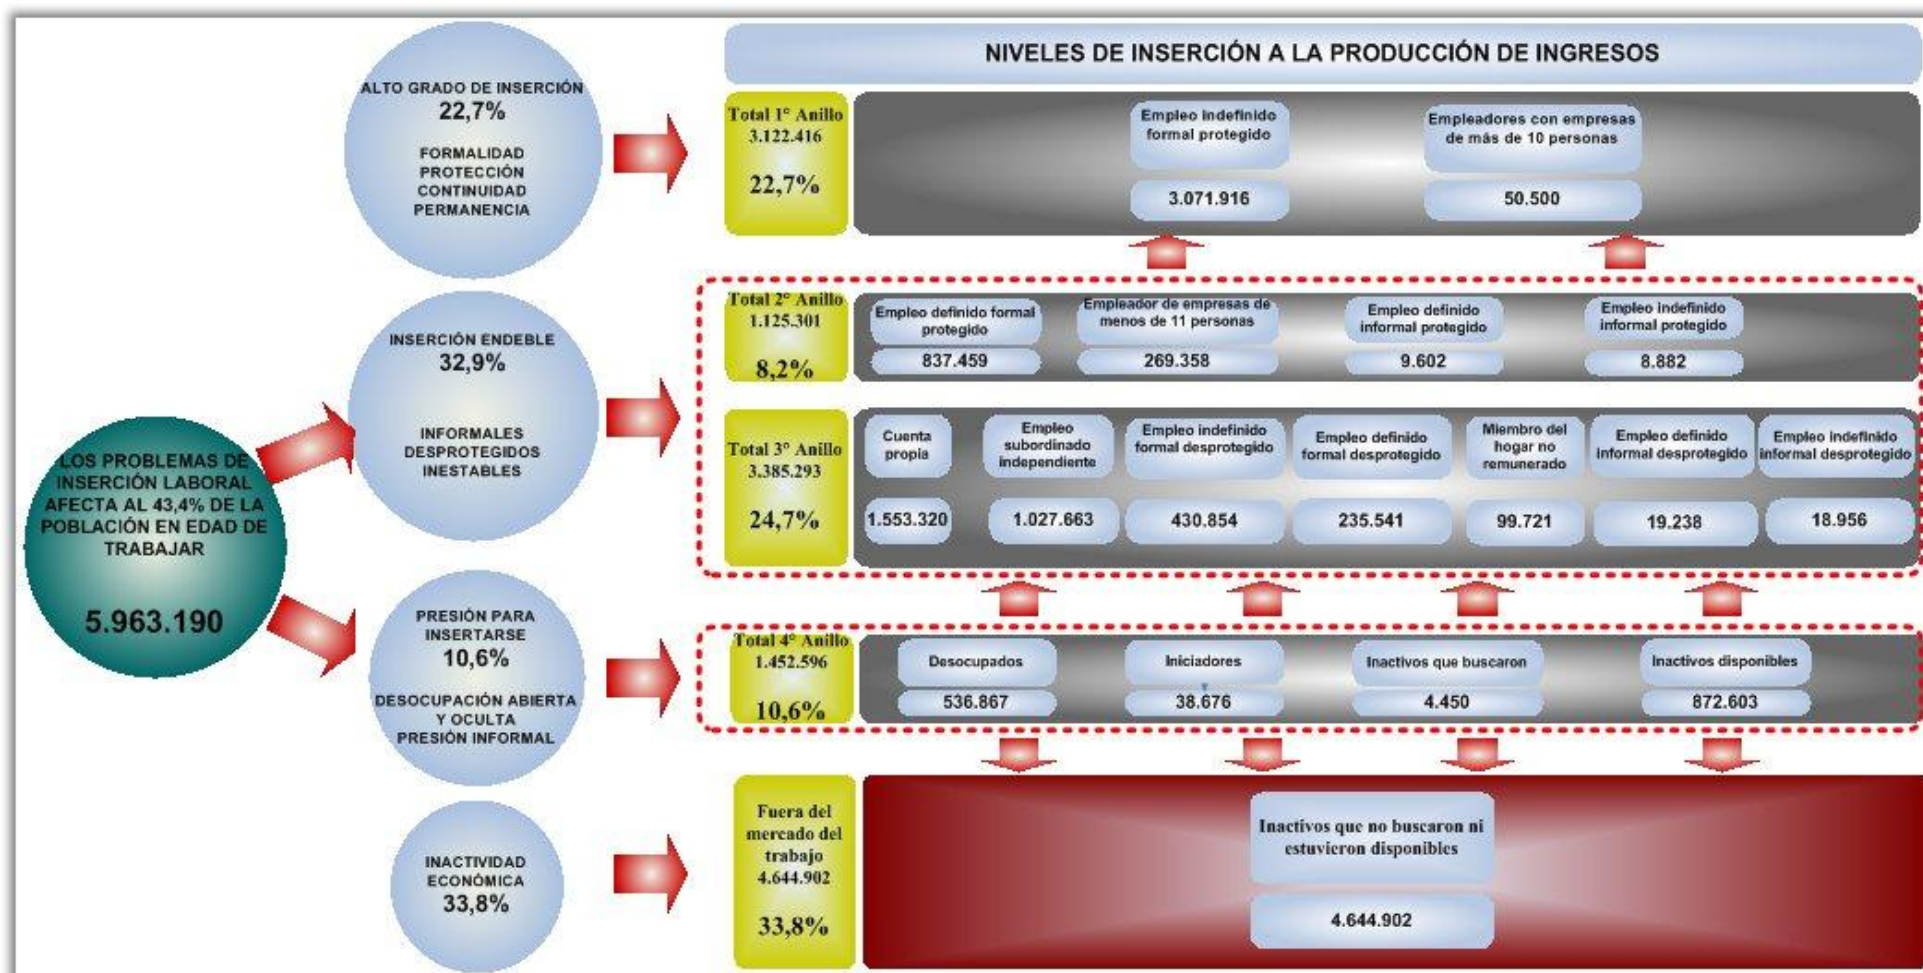 NIVELES DE INSERCIÓN A LA PRODUCCIÓN DE INGRESOS
ALTO GRADO DE INSERCIÓN
22,7%
FORMALIDAD
PROTECCIÓN
CONTINUIDAD
PERMANENCIA
Total 1° Anillo
3.122.416
22,7%
Empleo indefinido
formal protegido
3.071.916
Empleadores con empresas
de más de 10 personas
50.500
LOS PROBLEMAS DE
INSERCIÓN LABORAL
AFECTA AL 43,4% DE LA
POBLACIÓN EN EDAD DE
TRABAJAR
5.963.190
INSERCIÓN ENDEBLE
32,9%
INFORMALES
DESPROTEGIDOS
INESTABLES
Total 2° Anillo
1.125.301
8,2%
Empleo definido formal
protegido
837.459
Empleador de empresas de
menos de 11 personas
269.358
Empleo definido
informal protegido
9.602
Empleo indefinido
informal protegido
8.882
Total 3° Anillo
3.385.293
24,7%
Cuenta
propia
1.553.320
Empleo
subordinado
independiente
1.027.663
Empleo indefinido
formal desprotegido
430.854
Empleo definido
formal desprotegido
235.541
Miembro del
hogar no
remunerado
99.721
Empleo definido
informal desprotegido
19.238
Empleo indefinido
informal desprotegido
18.956
PRESIÓN PARA
INSERTARSE
10,6%
DESOCUPACIÓN ABIERTA
Y OCULTA
PRESIÓN INFORMAL
Total 4° Anillo
1.452.596
10,6%
Desocupados
536.867
Iniciadores
38.676
Inactivos que buscaron
4.450
Inactivos disponibles
872.603
INACTIVIDAD
ECONÓMICA
33,8%
Fuera del
mercado del
trabajo
4.644.902
33,8%
Inactivos que no buscaron ni
estuvieron disponibles
4.644.902